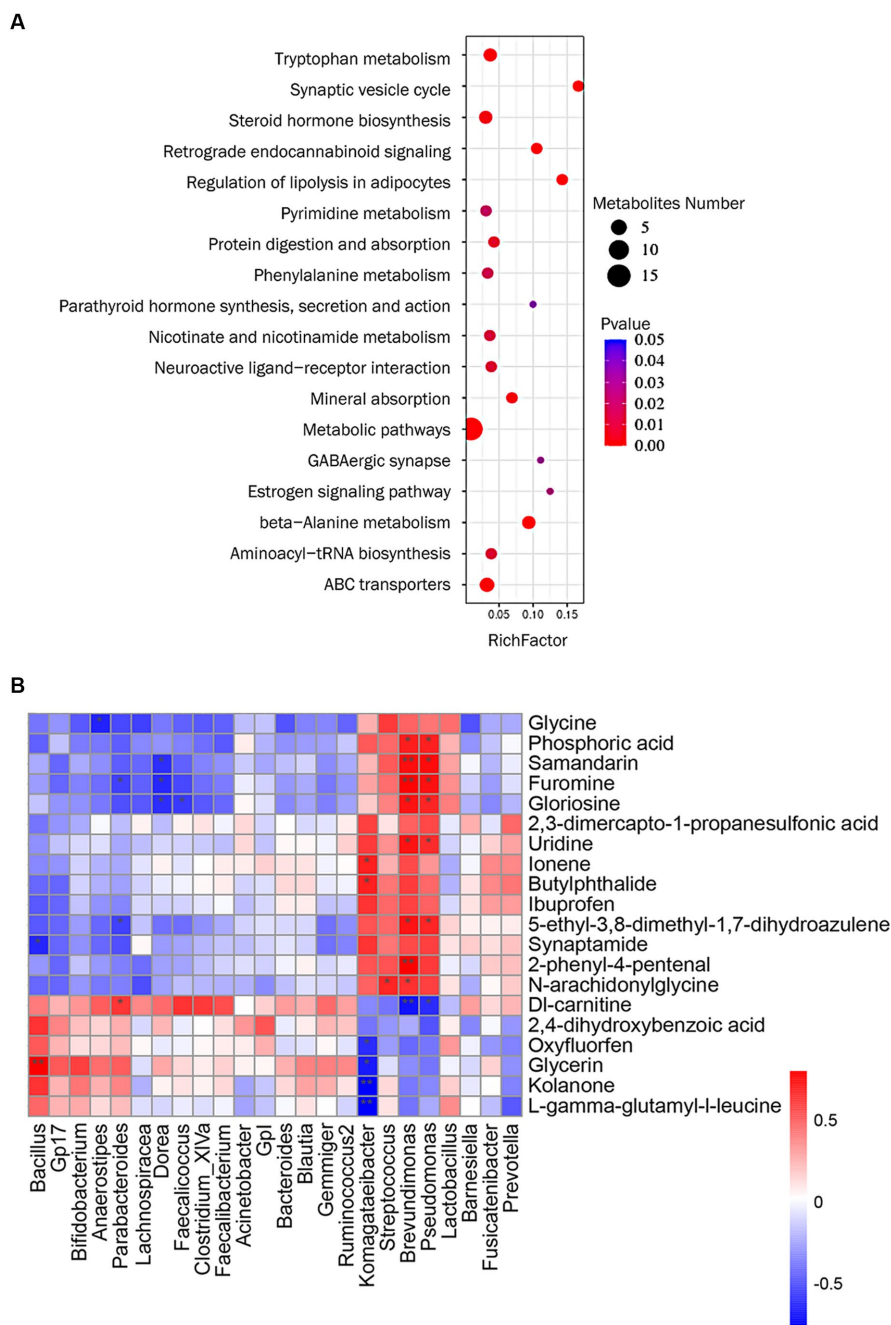 A
Tryptophan metabolism
Synaptic vesicle cycle
Steroid hormone biosynthesis
Retrograde endocannabinoid signaling
Regulation of lipolysis in adipocytes
Pyrimidine metabolism
Protein digestion and absorption
Phenylalanine metabolism
Parathyroid hormone synthesis, secretion and action
Nicotinate and nicotinamide metabolism
Neuroactive ligand−receptor interaction
Mineral absorption
Metabolic pathways
GABAergic synapse
Estrogen signaling pathway
beta−Alanine metabolism
Aminoacyl−tRNA biosynthesis
ABC transporters
0.05 0.10 0.15
RichFactor
Metabolites Number
5
10
15
Pvalue
0.05
0.04
0.03
0.02
0.01
0.00
B
Glycine
Phosphoric acid
Samandarin
Furomine
Gloriosine
2,3-dimercapto-1-propanesulfonic acid
Uridine
Ionene
Butylphthalide
Ibuprofen
5-ethyl-3,8-dimethyl-1,7-dihydroazulene
Synaptamide
2-phenyl-4-pentenal
N-arachidonylglycine
Dl-carnitine
2,4-dihydroxybenzoic acid
Oxyfluorfen
Glycerin
Kolanone
L-gamma-glutamyl-l-leucine
Bacillus
Gp17
Bifidobacterium
Anaerostipes
Parabacteroides
Lachnospiracea
Dorea
Faecalicoccus
Clostridium_XIVa
Faecalibacterium
Acinetobacter
GpI
Bacteroides
Blautia
Gemmiger
Ruminococcus2
Komagataeibacter
Streptococcus
Brevundimonas
Pseudomonas
Lactobacillus
Barnesiella
Fusicatenibacter
Prevotella
0.5
0
-0.5